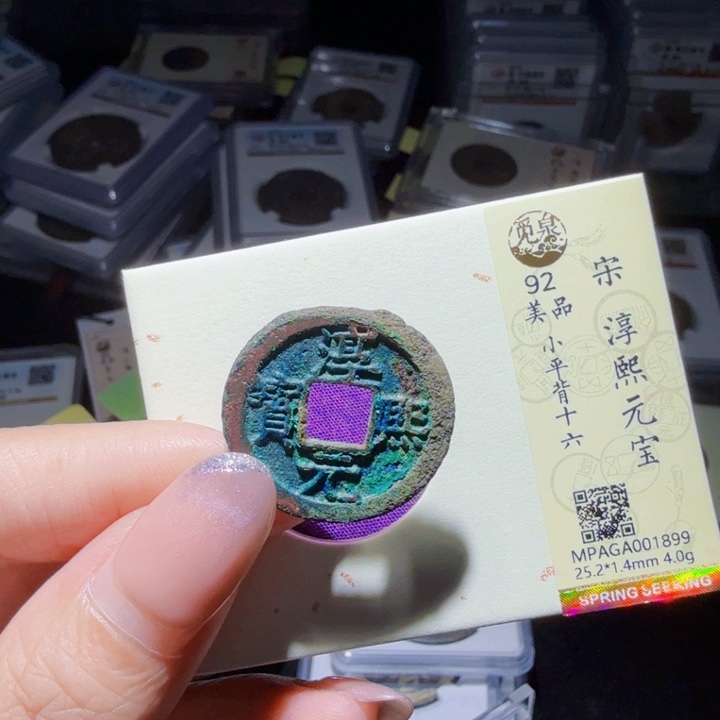 觅泉
92
美品
小平背十六
宋 淳熙元宝
MPAGA001899
25.2*1.4mm 4.0g
SPRING SEEKING
淳熙元寶